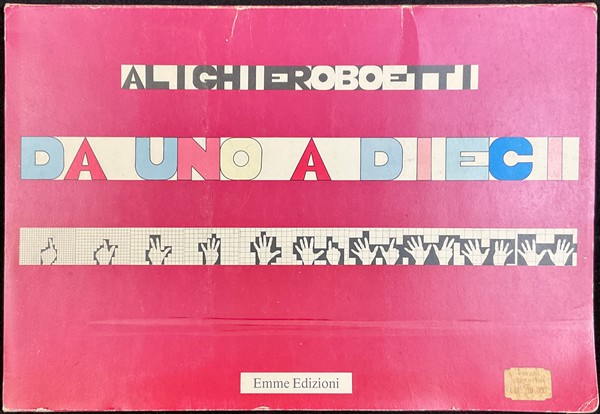 ALIGHIEROBOETTI
DA UNO A DIECI
Emme Edizioni